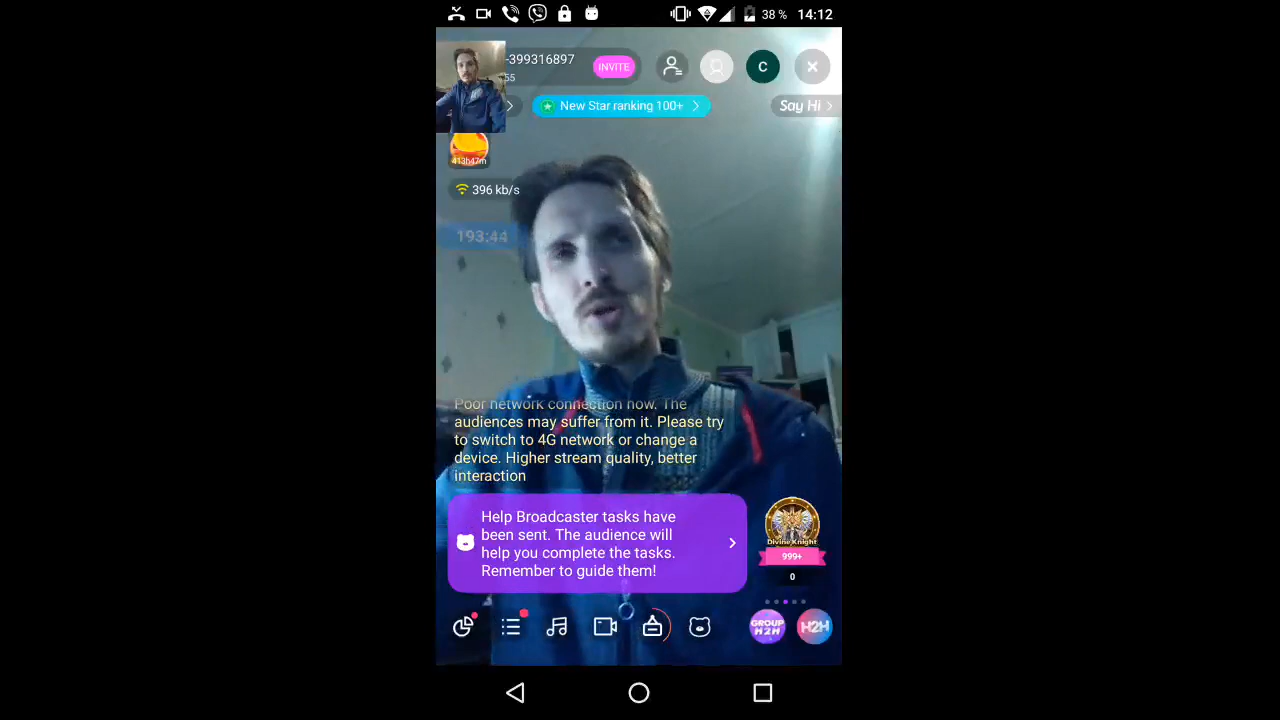 38 % 14:12
-399316897
55
INVITE
C
New Star ranking 100+
Say Hi
413h47m
396 kb/s
193:44
Poor network connection now. The
audiences may suffer from it. Please try
to switch to 4G network or change a
device. Higher stream quality, better
interaction
Help Broadcaster tasks have
been sent. The audience will
help you complete the tasks.
Remember to guide them!
Divine Knight
999+
0
GROUP
H2H
H2H